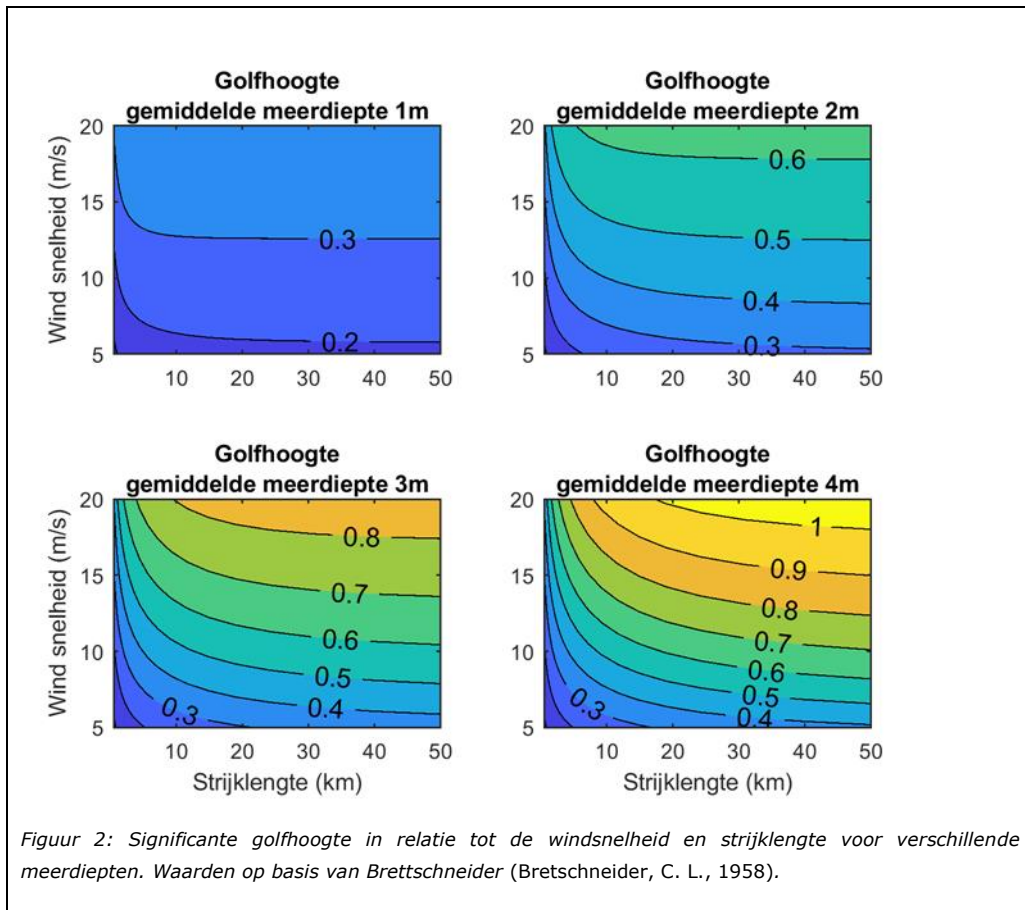 Golfhoogte
gemiddelde meerdiepte 1m
Wind snelheid (m/s)
20
15
10
5
0.3
0.2
10 20 30 40 50
Golfhoogte
gemiddelde meerdiepte 2m
20
15
10
5
0.6
0.5
0.4
0.3
10 20 30 40 50
Golfhoogte
gemiddelde meerdiepte 3m
Wind snelheid (m/s)
20
15
10
5
0.8
0.7
0.6
0.5
0.4
0.3
10 20 30 40 50
Strijklengte (km)
Golfhoogte
gemiddelde meerdiepte 4m
20
15
10
5
1
0.9
0.8
0.7
0.6
0.5
0.4
0.3
10 20 30 40 50
Strijklengte (km)
Figuur 2: Significante golfhoogte in relatie tot de windsnelheid en strijklengte voor verschillende
meerdiepten. Waarden op basis van Brettschneider (Bretschneider, C. L., 1958).